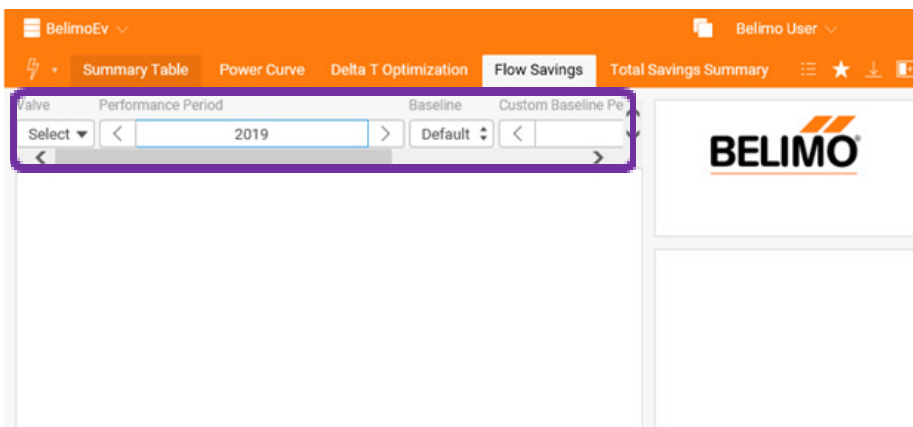 BelimoEv Belimo User
Summary Table Power Curve Delta T Optimization Flow Savings Total Savings Summary
Valve Performance Period Baseline Custom Baseline Pe
Select 2019 Default
BELIMO